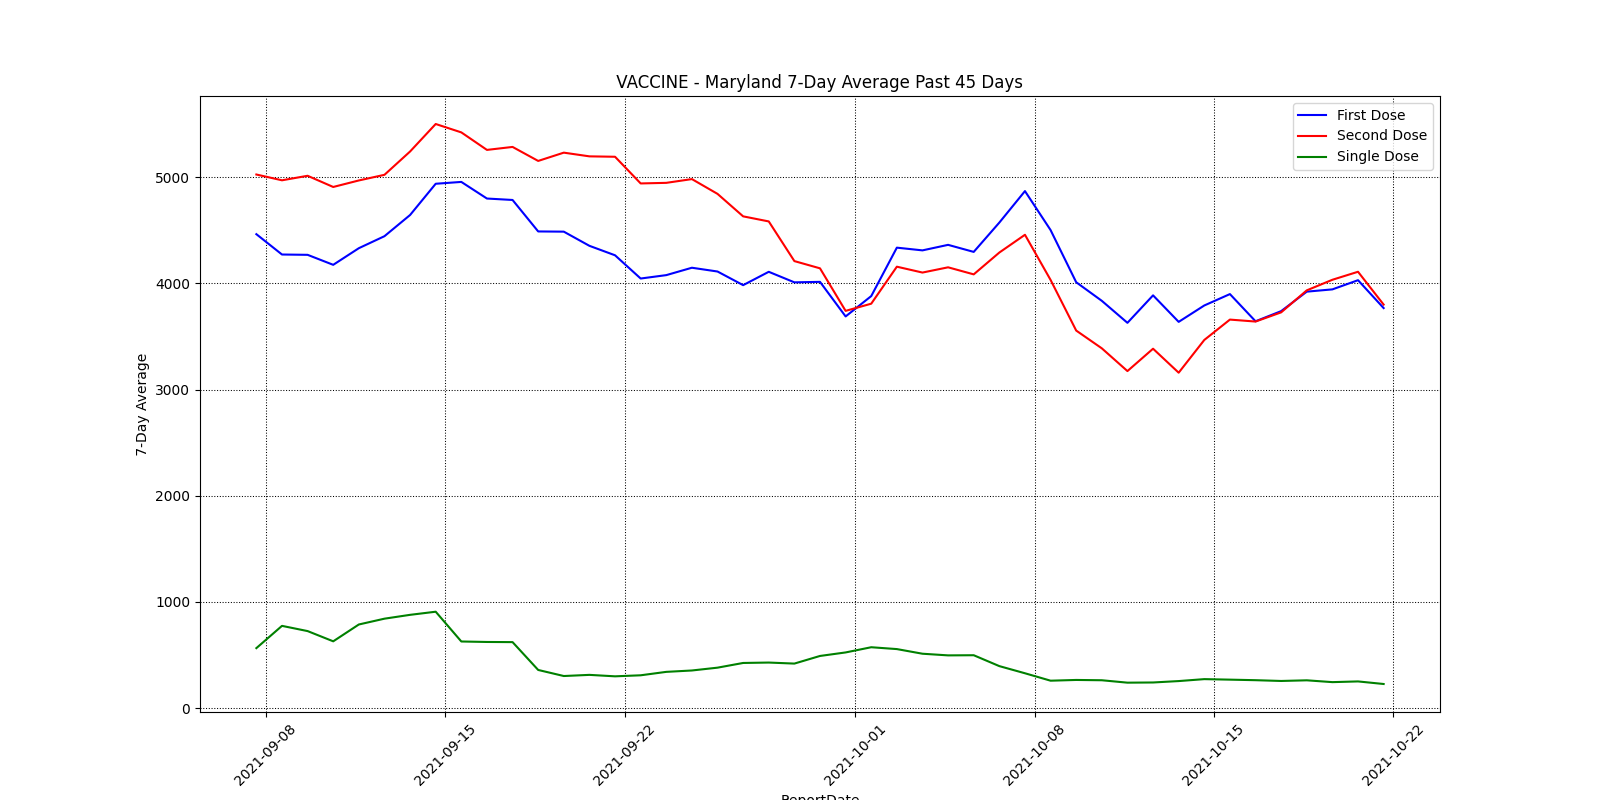 VACCINE - Maryland 7-Day Average Past 45 Days
First Dose
Second Dose
Single Dose
7-Day Average
5000
4000
3000
2000
1000
0
2021-09-08
2021-09-15
2021-09-22
2021-10-01
2021-10-08
2021-10-15
2021-10-22
ReportDate